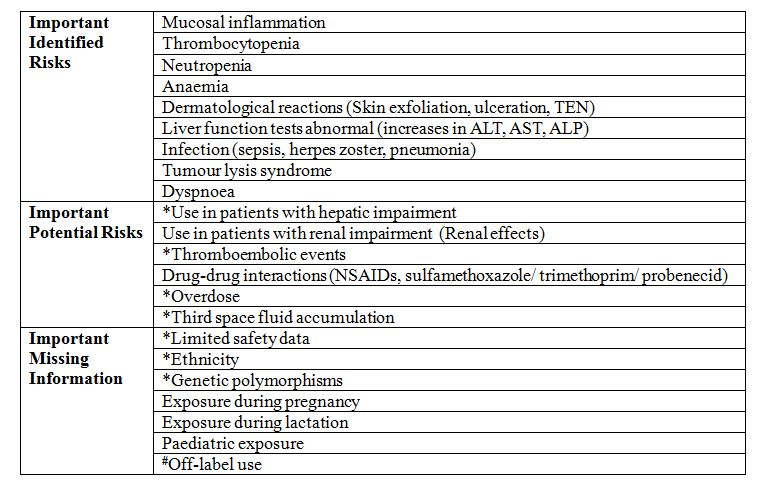 Important Identified Risks
Mucosal inflammation
Thrombocytopenia
Neutropenia
Anaemia
Dermatological reactions (Skin exfoliation, ulceration, TEN)
Liver function tests abnormal (increases in ALT, AST, ALP)
Infection (sepsis, herpes zoster, pneumonia)
Tumour lysis syndrome
Dyspnoea
Important Potential Risks
*Use in patients with hepatic impairment
Use in patients with renal impairment (Renal effects)
*Thromboembolic events
Drug-drug interactions (NSAIDs, sulfamethoxazole/ trimethoprim/ probenecid)
*Overdose
*Third space fluid accumulation
Important Missing Information
*Limited safety data
*Ethnicity
*Genetic polymorphisms
Exposure during pregnancy
Exposure during lactation
Paediatric exposure
#Off-label use